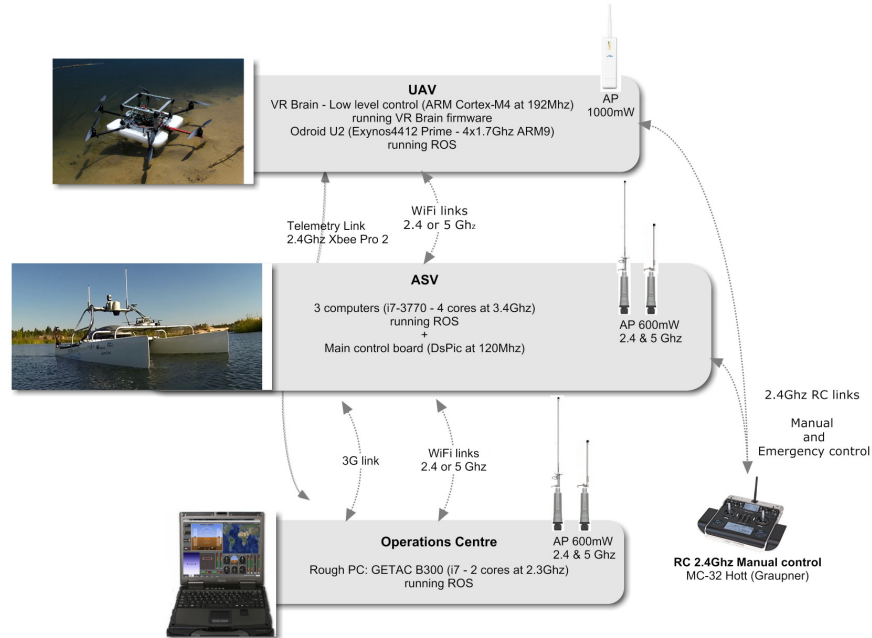 UAV
VR Brain - Low level control (ARM Cortex-M4 at 192Mhz)
running VR Brain firmware
Odroid U2 (Exynos4412 Prime - 4x1.7Ghz ARM9)
running ROS
AP
1000mW
Telemetry Link
2.4Ghz Xbee Pro 2
WiFi links
2.4 or 5 Ghz
ASV
3 computers (i7-3770 - 4 cores at 3.4Ghz)
running ROS
+
Main control board (DsPic at 120Mhz)
AP 600mW
2.4 & 5 Ghz
2.4Ghz RC links
Manual
and
Emergency control
3G link
WiFi links
2.4 or 5 Ghz
Operations Centre
Rough PC: GETAC B300 (i7 - 2 cores at 2.3Ghz)
running ROS
AP 600mW
2.4 & 5 Ghz
RC 2.4Ghz Manual control
MC-32 Hott (Graupner)